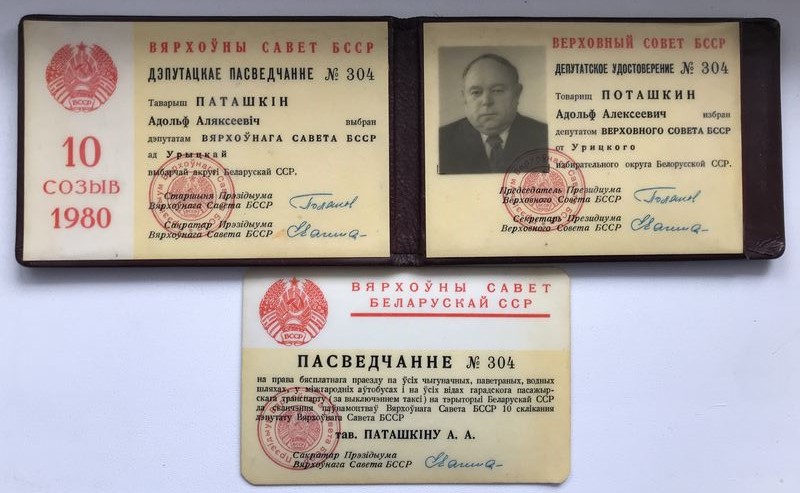 БССР
10
СОЗЫВ
1980
ВЯРХОЎНЫ САВЕТ БССР
ДЭПУТАЦКАЕ ПАСВЕДЧАННЕ № 304
Таварыш ПАТАШКІН
Адольф Аляксеевіч выбран
дэпутатам ВЯРХОЎНАГА САВЕТА БССР
ад Урыцкай
выбарчай акругі Беларускай ССР.
Старшыня Прэзідыума
Вярхоўнага Савета БССР
Сакратар Прэзідыума
Вярхоўнага Савета БССР
ВЕРХОВНЫЙ СОВЕТ БССР
ДЕПУТАТСКОЕ УДОСТОВЕРЕНИЕ № 304
Товарищ ПОТАШКИН
Адольф Алексеевич избран
депутатом ВЕРХОВНОГО СОВЕТА БССР
от Урицкого
избирательного округа Белорусской ССР.
Председатель Президиума
Верховного Совета БССР
Секретарь Президиума
Верховного Совета БССР
БССР
ВЯРХОЎНЫ САВЕТ
БЕЛАРУСКАЙ ССР
ПАСВЕДЧАННЕ № 304
на права бясплатнага праезду па ўсіх чыгуначных, паветраных, водных
шляхах, у міжгародніх аўтобусах і на ўсіх відах гарадскога пасажыр-
скага транспарту (за выключэннем таксі) на тэрыторыі Беларускай ССР
да сканчэння паўнамоцтваў Вярхоўнага Савета БССР 10 склікання
дэпутату Вярхоўнага Савета БССР
тав. ПАТАШКІНУ А. А.
Сакратар Прэзідыума
Вярхоўнага Савета БССР